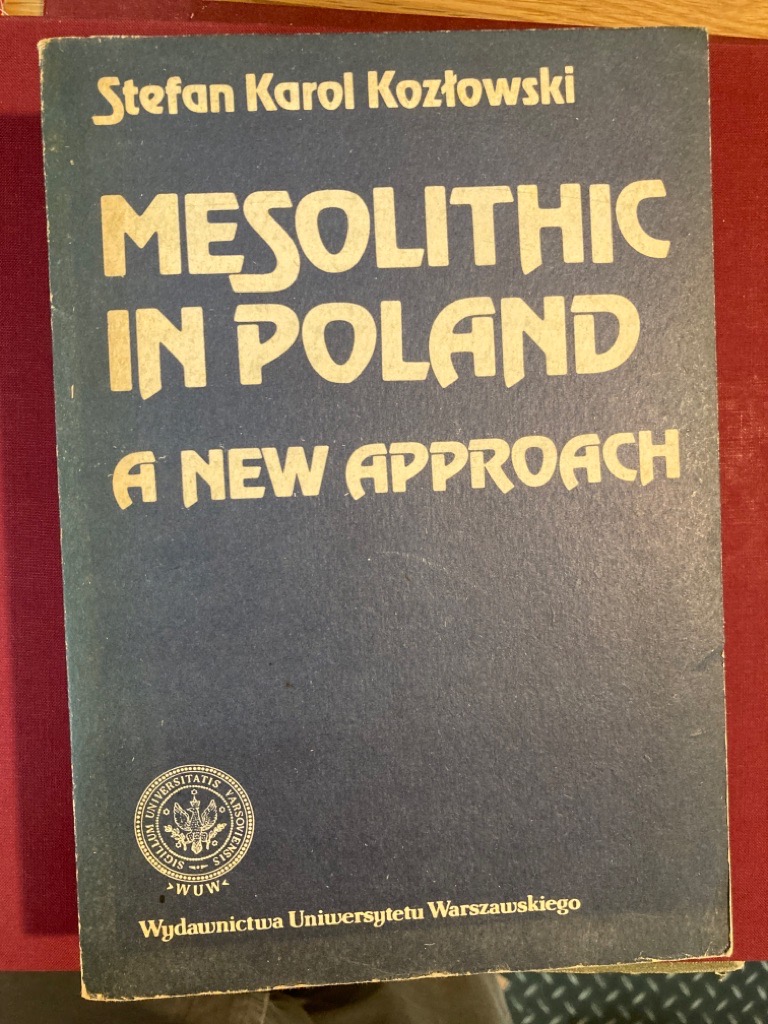 Stefan Karol Kozłowski
MESOLITHIC
IN POLAND
A NEW APPROACH
SIGILLUM UNIVERSITATIS VARSOVIENSIS
WUW
Wydawnictwa Uniwersytetu Warszawskiego